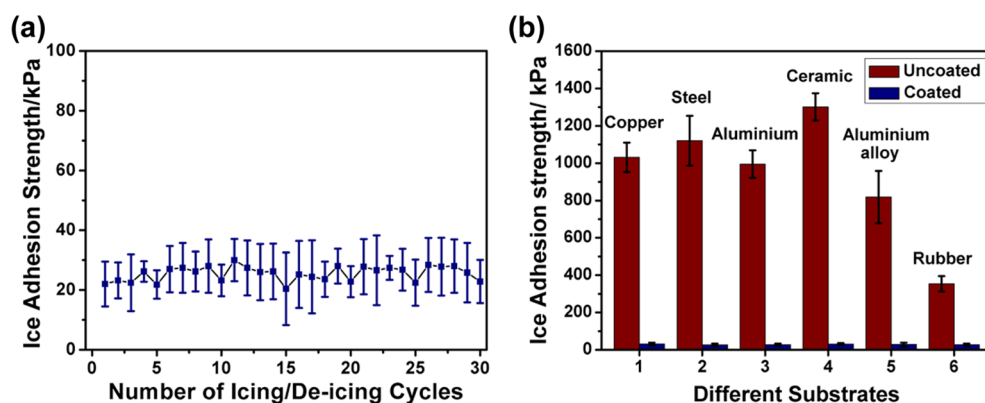 (a)
Ice Adhesion Strength/kPa
100
80
60
40
20
0
0 5 10 15 20 25 30
Number of Icing/De-icing Cycles
(b)
Ice Adhesion strength/ kPa
1600
1400
1200
1000
800
600
400
200
0
Uncoated
Coated
Copper
Steel
Aluminium
Ceramic
Aluminium
alloy
Rubber
1 2 3 4 5 6
Different Substrates